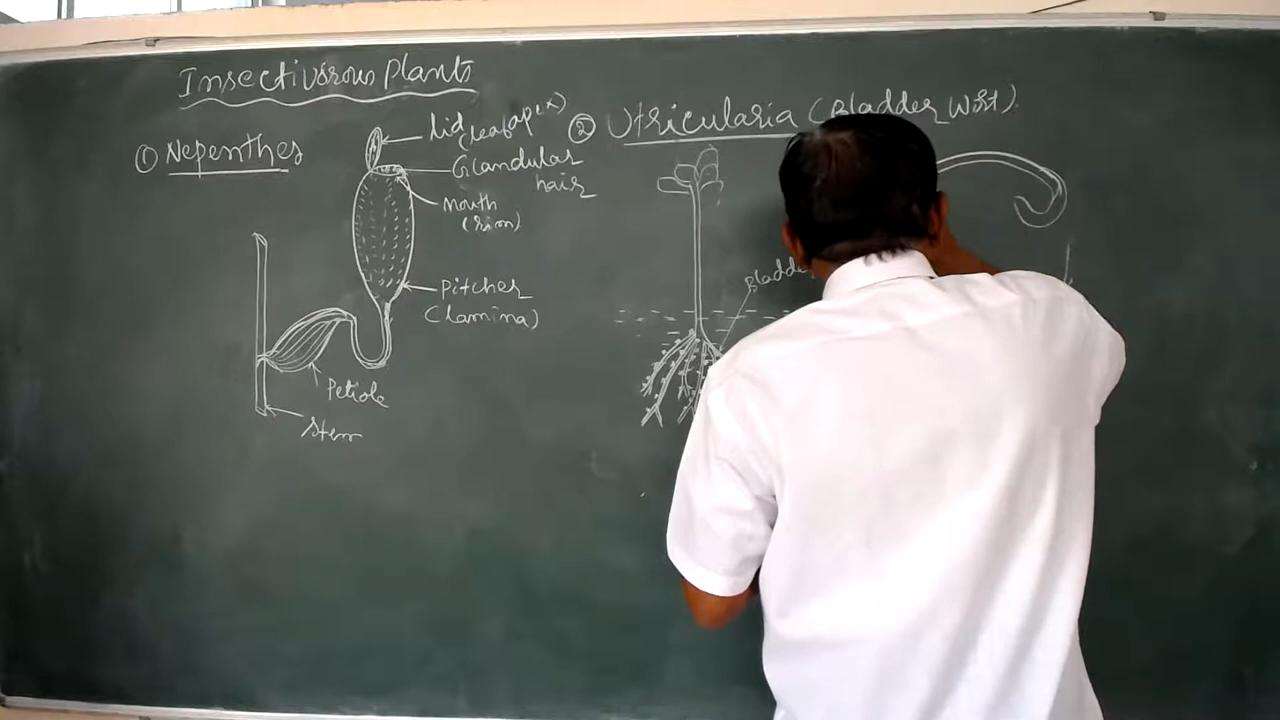 Insectivorous Plants
① Nepenthes
Lid (leaf apex)
Glandular
hair
Mouth
(rim)
Pitcher
(lamina)
Petiole
Stem
② Utricularia (Bladder Wort)
Bladder